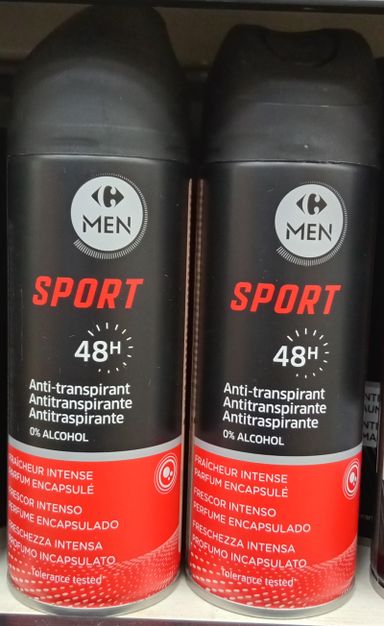 MEN
SPORT
48H
Anti-transpirant
Antitranspirante
Antitraspirante
0% ALCOHOL
FRAÎCHEUR INTENSE
PARFUM ENCAPSULÉ
FRESCOR INTENSO
PERFUME ENCAPSULADO
FRESCHEZZA INTENSA
PROFUMO INCAPSULATO
Tolerance tested
MEN
SPORT
48H
Anti-transpirant
Antitranspirante
Antitraspirante
0% ALCOHOL
FRAÎCHEUR INTENSE
PARFUM ENCAPSULÉ
FRESCOR INTENSO
PERFUME ENCAPSULADO
FRESCHEZZA INTENSA
PROFUMO INCAPSULATO
Tolerance tested